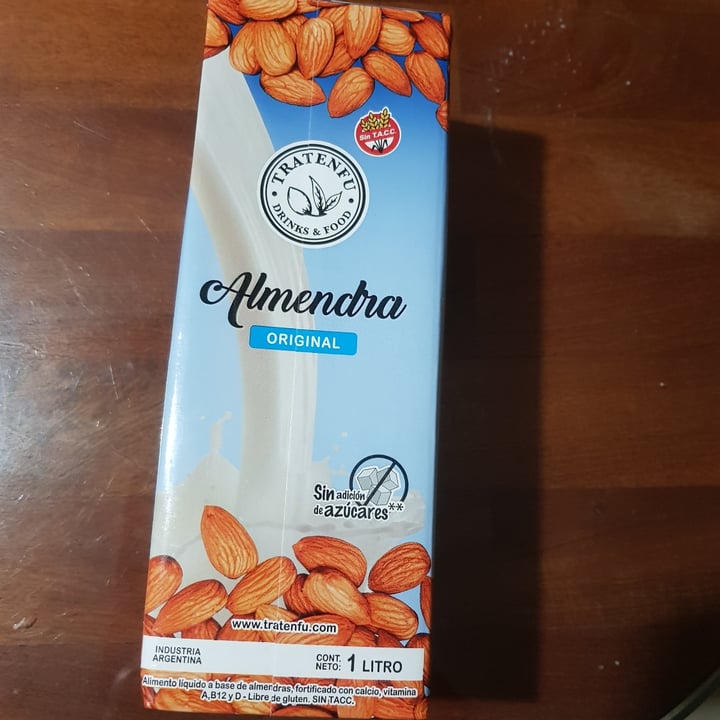 Sin T.A.C.C.
TRATENFU
DRINKS & FOOD
Almendra
ORIGINAL
Sin adición
de azúcares**
www.tratenfu.com
INDUSTRIA
ARGENTINA
CONT.
NETO: 1 LITRO
Alimento líquido a base de almendras, fortificado con calcio, vitamina
A,B12 y D - Libre de gluten. SIN TACC.